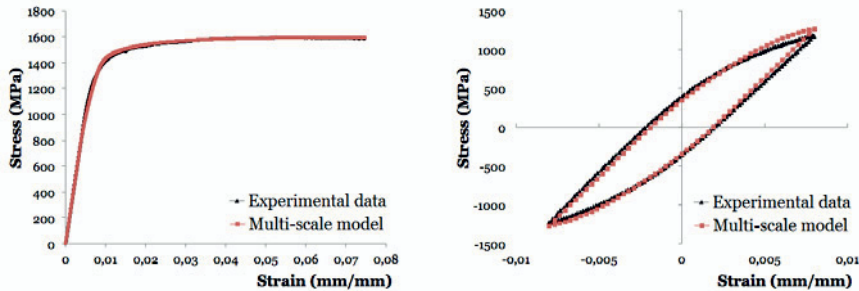 1800
1600
1400
1200
1000
800
600
400
200
0
Stress (MPa)
Experimental data
Multi-scale model
0 0,01 0,02 0,03 0,04 0,05 0,06 0,07 0,08
Strain (mm/mm)
1500
1000
500
0
-500
-1000
-1500
Stress (MPa)
-0,01 -0,005 0 0,005 0,01
Experimental data
Multi-scale model
Strain (mm/mm)